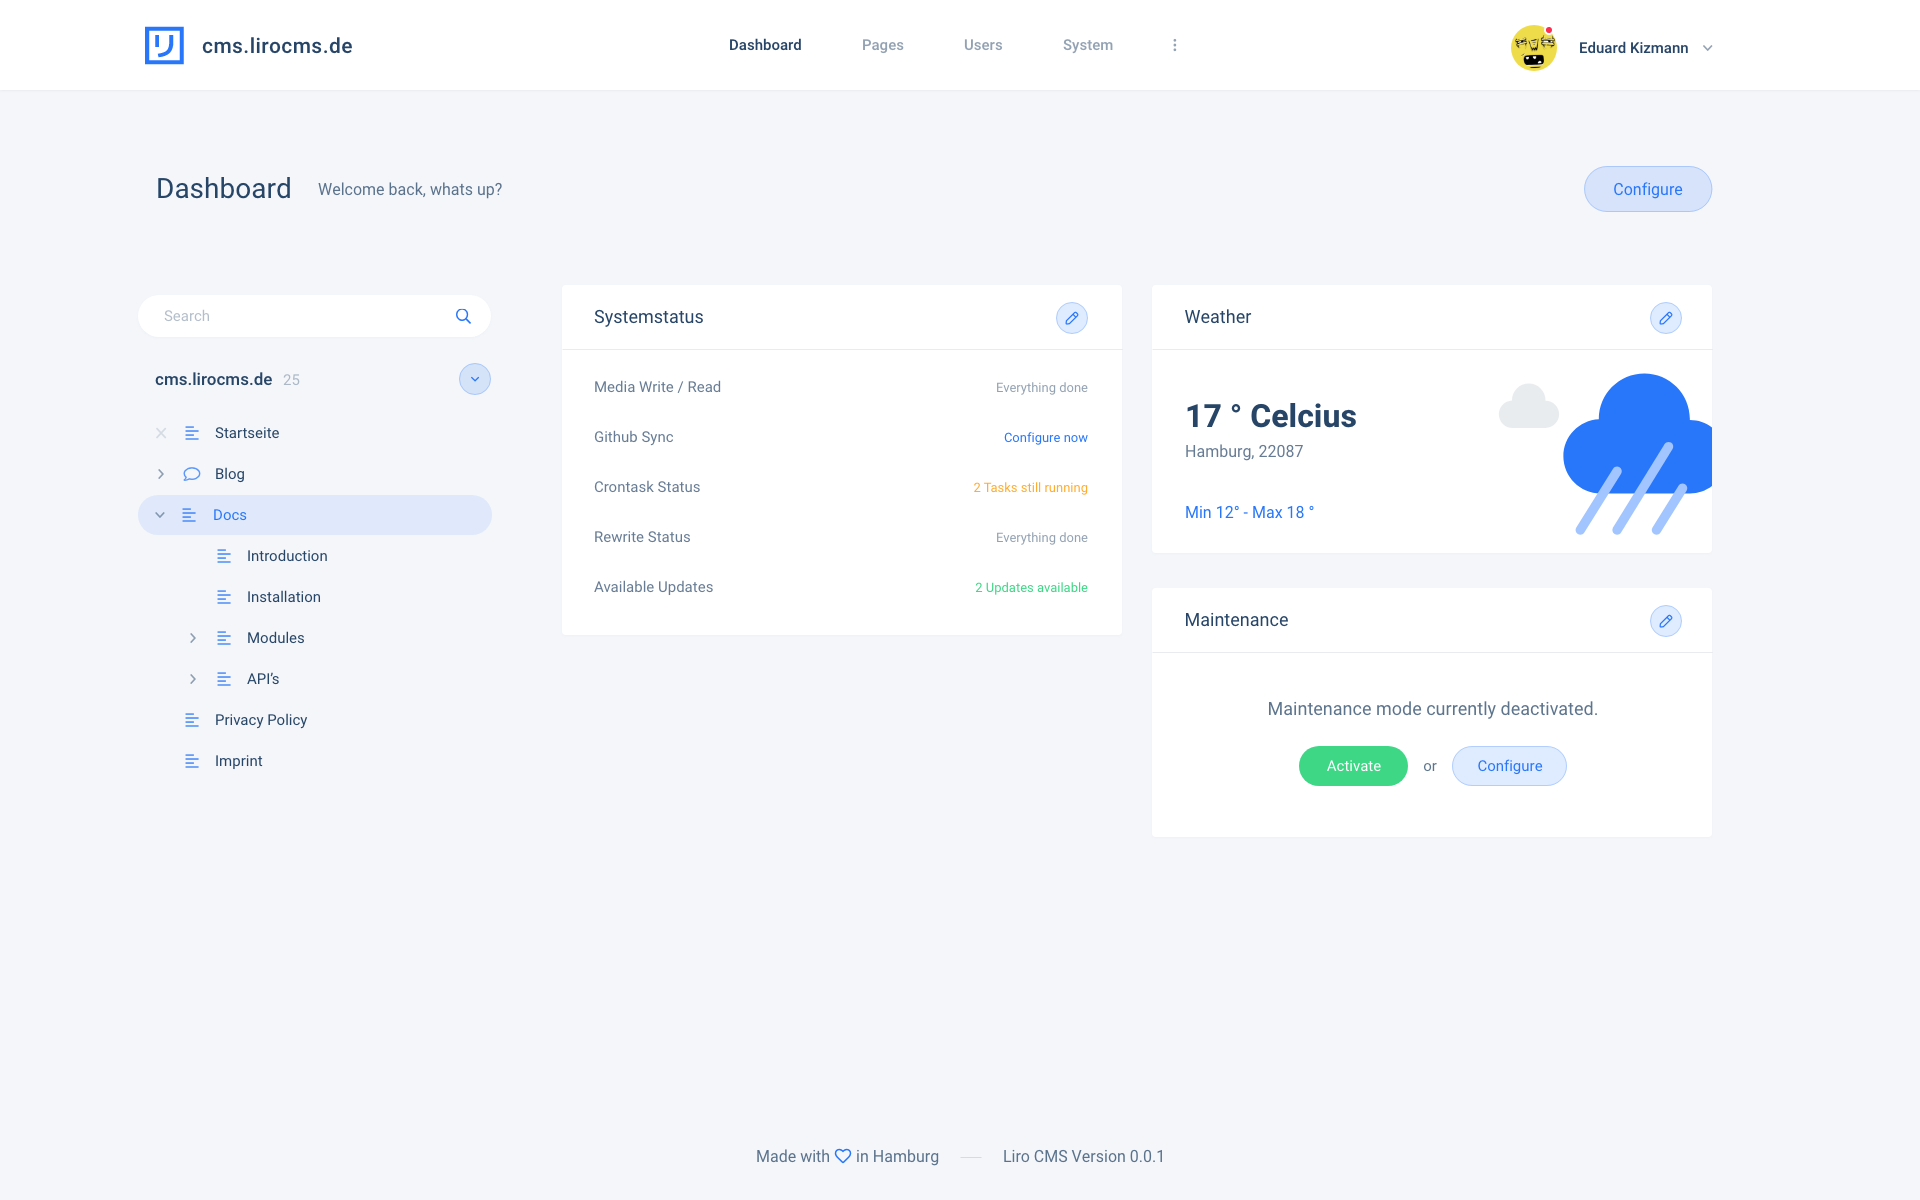 cms.lirocms.de
Dashboard
Pages
Users
System
Eduard Kizmann
Dashboard
Welcome back, whats up?
Configure
Search
cms.lirocms.de 25
Startseite
Blog
Docs
Introduction
Installation
Modules
API's
Privacy Policy
Imprint
Systemstatus
Media Write / Read
Everything done
Github Sync
Configure now
Crontask Status
2 Tasks still running
Rewrite Status
Everything done
Available Updates
2 Updates available
Weather
17 ° Celcius
Hamburg, 22087
Min 12° - Max 18 °
Maintenance
Maintenance mode currently deactivated.
Activate
or
Configure
Made with in Hamburg
Liro CMS Version 0.0.1